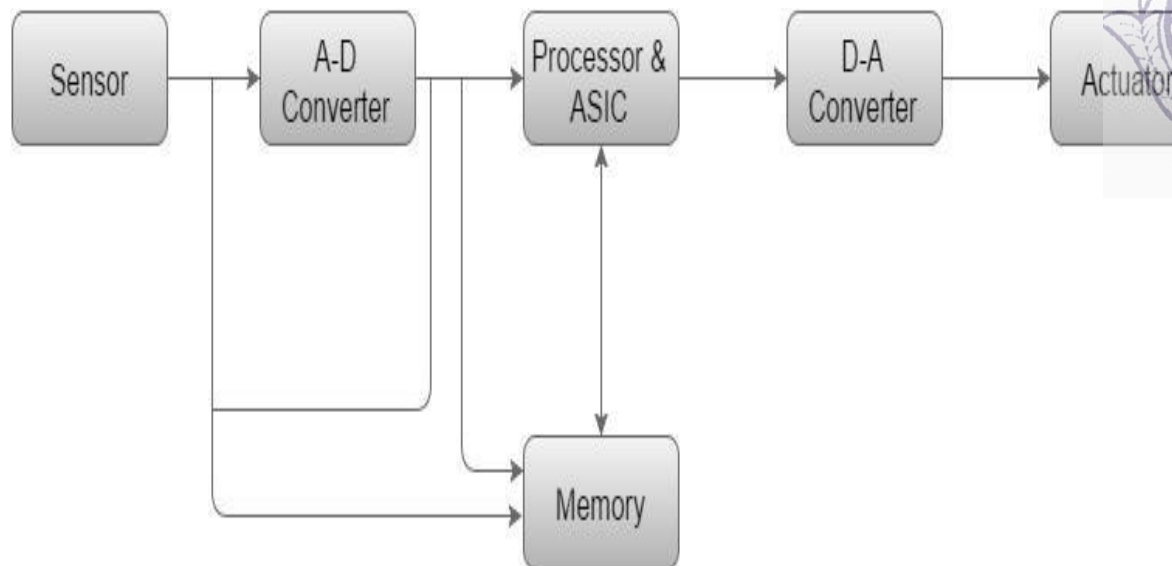 Sensor
A-D
Converter
Processor &
ASIC
D-A
Converter
Actuator
Memory